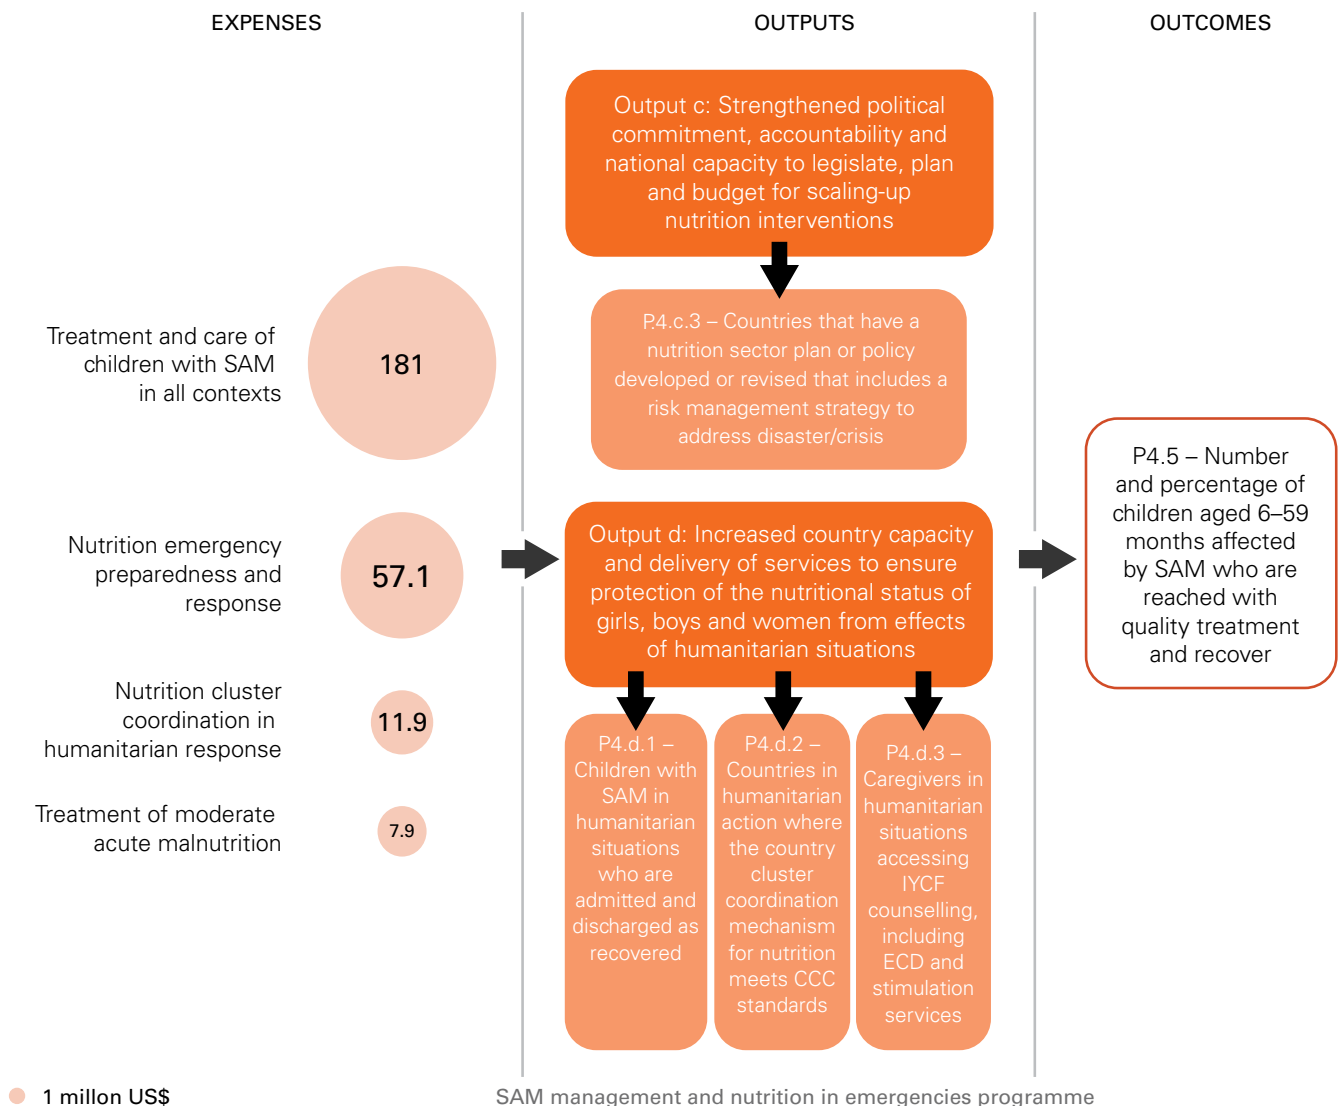 EXPENSES
OUTPUTS
OUTCOMES
Treatment and care of
children with SAM
in all contexts
181
Nutrition emergency
preparedness and
response
57.1
Nutrition cluster
coordination in
humanitarian response
11.9
Treatment of moderate
acute malnutrition
7.9
Output c: Strengthened political
commitment, accountability and
national capacity to legislate, plan
and budget for scaling-up
nutrition interventions
P.4.c.3 – Countries that have a
nutrition sector plan or policy
developed or revised that includes a
risk management strategy to
address disaster/crisis
Output d: Increased country capacity
and delivery of services to ensure
protection of the nutritional status of
girls, boys and women from effects
of humanitarian situations
P4.d.1 –
Children with
SAM in
humanitarian
situations
who are
admitted and
discharged as
recovered
P4.d.2 –
Countries in
humanitarian
action where
the country
cluster
coordination
mechanism
for nutrition
meets CCC
standards
P4.d.3 –
Caregivers in
humanitarian
situations
accessing
IYCF
counselling,
including
ECD and
stimulation
services
P4.5 – Number
and percentage of
children aged 6–59
months affected
by SAM who are
reached with
quality treatment
and recover
1 millon US$
SAM management and nutrition in emergencies programme